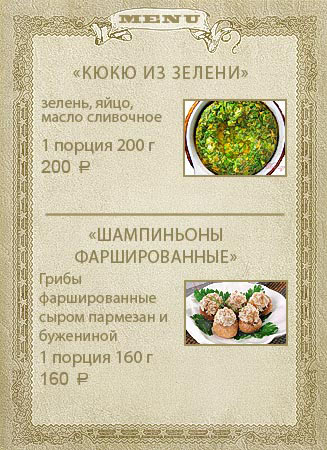 MENU
«КЮКЮ ИЗ ЗЕЛЕНИ»
зелень, яйцо,
масло сливочное
1 порция 200 г
200 ₽
«ШАМПИНЬОНЫ
ФАРШИРОВАННЫЕ»
Грибы
фаршированные
сыром пармезан и
бужениной
1 порция 160 г
160 ₽